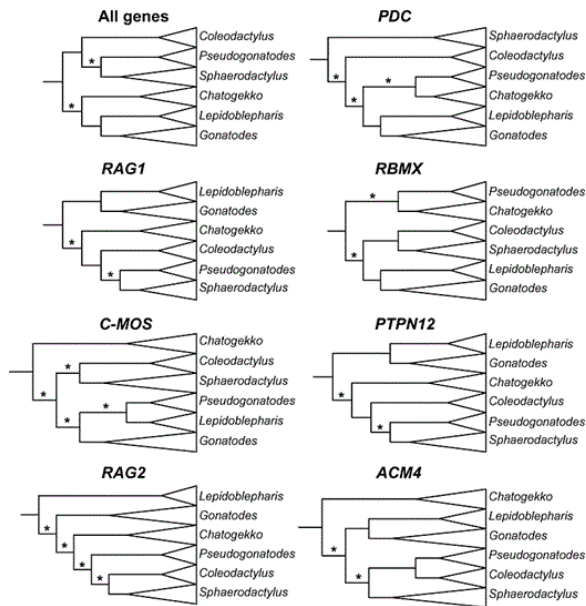 All genes
Coleodactylus
Pseudogonatodes
*
Sphaerodactylus
Chatogekko
*
Lepidoblepharis
Gonatodes
PDC
Sphaerodactylus
Coleodactylus
*
Pseudogonatodes
*
*
Chatogekko
Lepidoblepharis
Gonatodes
RAG1
Lepidoblepharis
Gonatodes
Chatogekko
*
Coleodactylus
*
Pseudogonatodes
*
Sphaerodactylus
RBMX
Pseudogonatodes
*
Chatogekko
Coleodactylus
Sphaerodactylus
Lepidoblepharis
Gonatodes
C-MOS
Chatogekko
Coleodactylus
*
Sphaerodactylus
*
Pseudogonatodes
*
Lepidoblepharis
*
Gonatodes
PTPN12
Lepidoblepharis
Gonatodes
Chatogekko
*
Coleodactylus
*
Pseudogonatodes
*
Sphaerodactylus
RAG2
Lepidoblepharis
Gonatodes
*
Chatogekko
*
Pseudogonatodes
*
Coleodactylus
*
Sphaerodactylus
ACM4
Chatogekko
Lepidoblepharis
Gonatodes
*
Pseudogonatodes
Coleodactylus
*
Sphaerodactylus